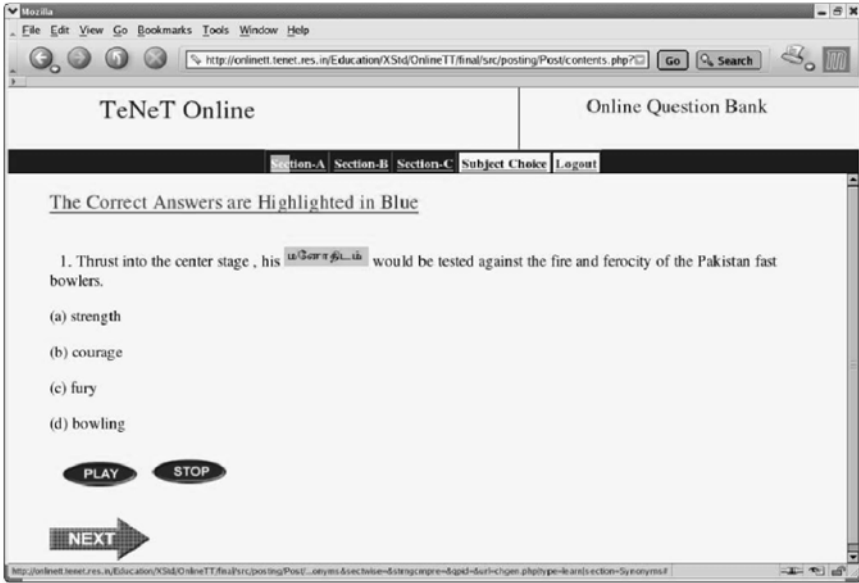 Mozilla
File Edit View Go Bookmarks Tools Window Help
http://onlinett.tenet.res.in/Education/XStd/OnlineTT/final/src/posting/Post/contents.php? Go Search
TeNeT Online
Online Question Bank
Section-A Section-B Section-C Subject Choice Logout
The Correct Answers are Highlighted in Blue
1. Thrust into the center stage , his மனோதிடம் would be tested against the fire and ferocity of the Pakistan fast
bowlers.
(a) strength
(b) courage
(c) fury
(d) bowling
PLAY STOP
NEXT